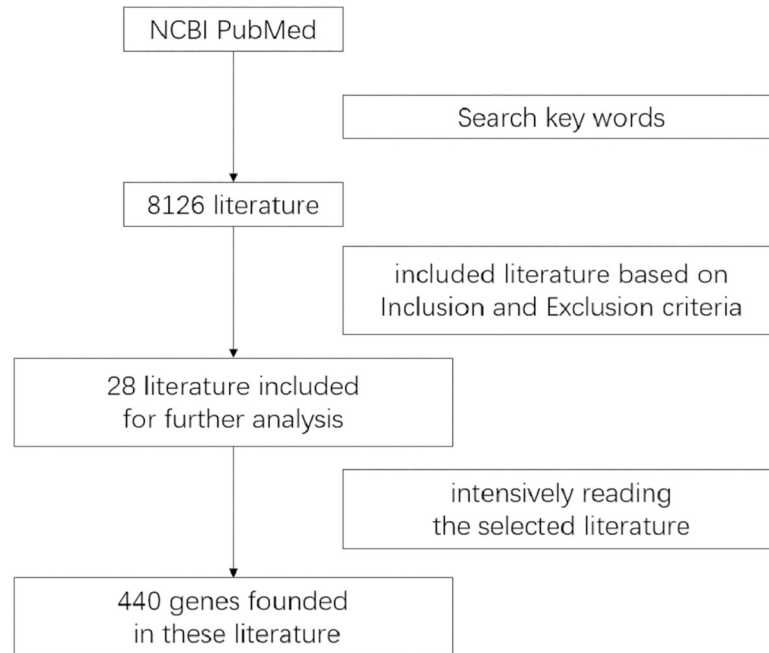 NCBI PubMed
Search key words
8126 literature
included literature based on
Inclusion and Exclusion criteria
28 literature included
for further analysis
intensively reading
the selected literature
440 genes founded
in these literature